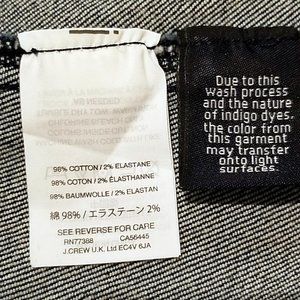 98% COTTON / 2% ELASTANE
98% COTON / 2% ÉLASTHANNE
98% BAUMWOLLE / 2% ELASTAN
綿 98% / エラステーン 2%
SEE REVERSE FOR CARE
RN77388 CA56445
J.CREW U.K. Ltd EC4V 6JA
Due to this
wash process
and the nature
of indigo dyes,
the color from
this garment
may transfer
onto light
surfaces.